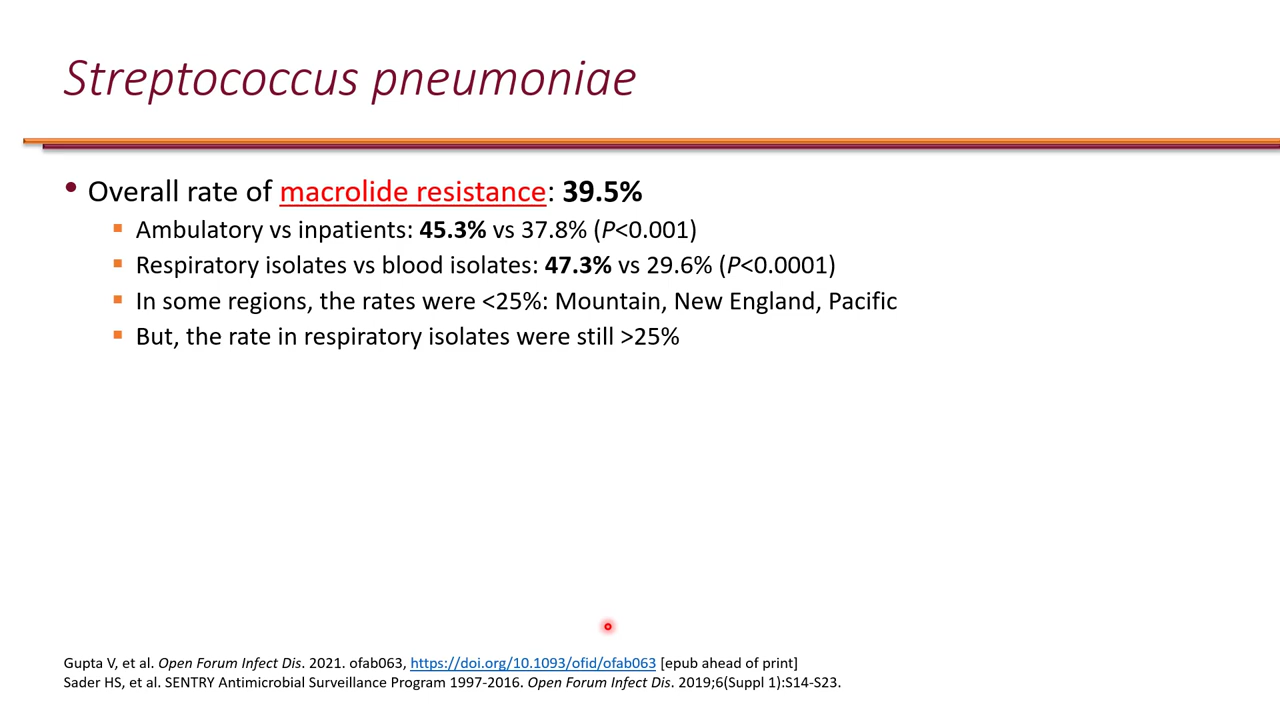 Streptococcus pneumoniae
• Overall rate of macrolide resistance: 39.5%
▪ Ambulatory vs inpatients: 45.3% vs 37.8% (P<0.001)
▪ Respiratory isolates vs blood isolates: 47.3% vs 29.6% (P<0.0001)
▪ In some regions, the rates were <25%: Mountain, New England, Pacific
▪ But, the rate in respiratory isolates were still >25%
Gupta V, et al. Open Forum Infect Dis. 2021. ofab063, https://doi.org/10.1093/ofid/ofab063 [epub ahead of print]
Sader HS, et al. SENTRY Antimicrobial Surveillance Program 1997-2016. Open Forum Infect Dis. 2019;6(Suppl 1):S14-S23.